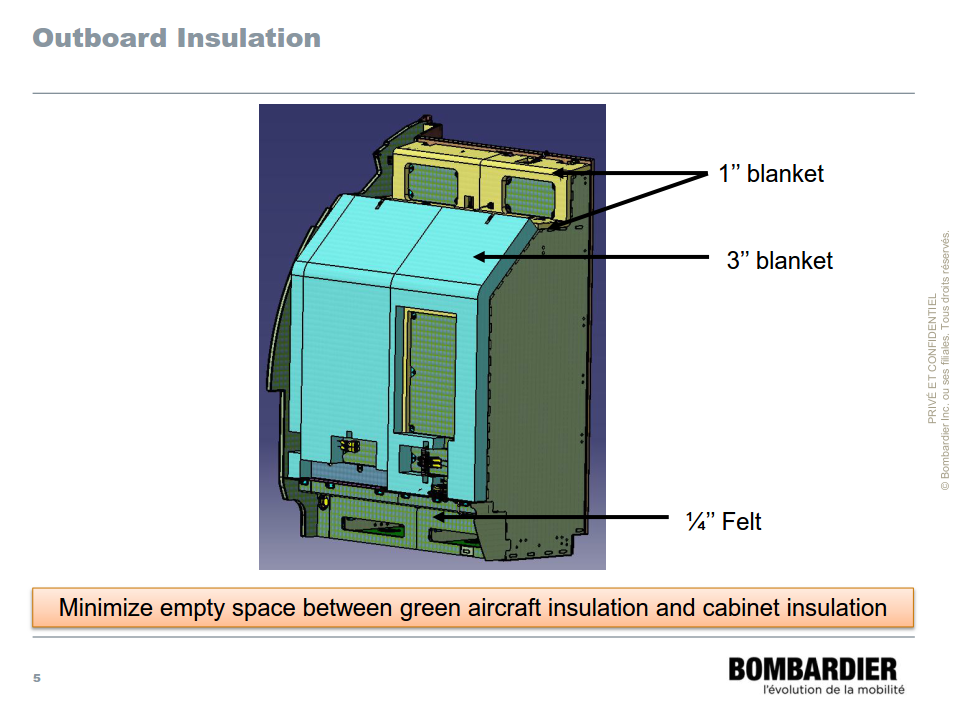 Outboard Insulation
1’’ blanket
3’’ blanket
¼’’ Felt
Minimize empty space between green aircraft insulation and cabinet insulation
PRIVÉ ET CONFIDENTIEL
© Bombardier Inc. ou ses filiales. Tous droits réservés.
5
BOMBARDIER
l'évolution de la mobilité